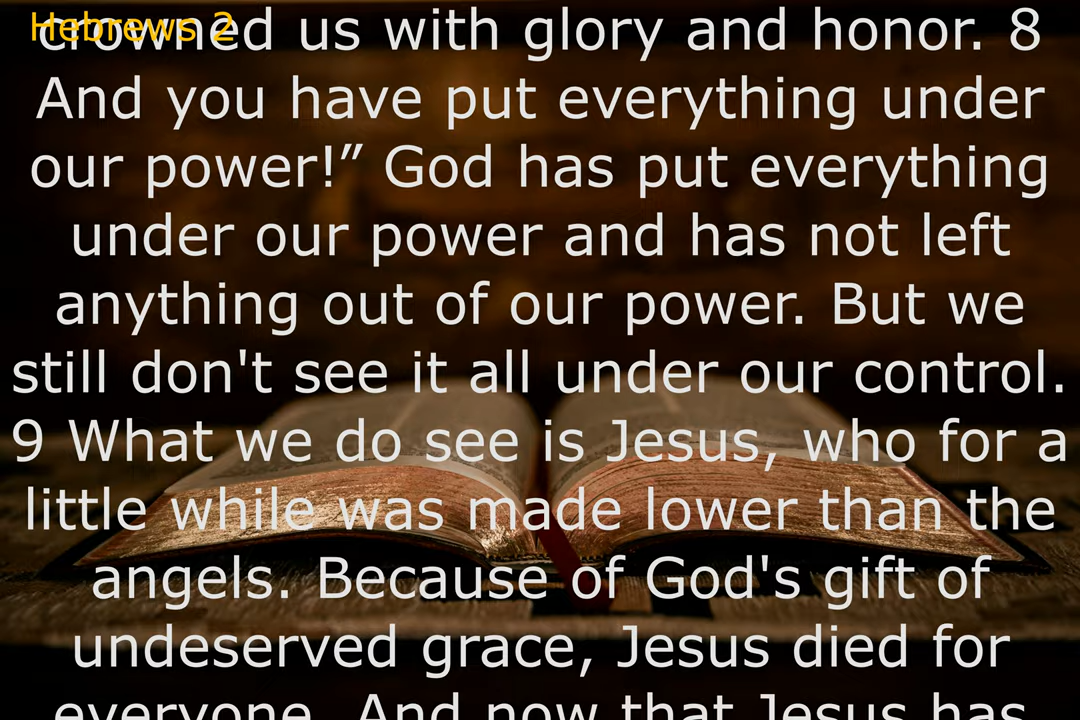 Hebrews 2
crowned us with glory and honor. 8
And you have put everything under
our power!” God has put everything
under our power and has not left
anything out of our power. But we
still don't see it all under our control.
9 What we do see is Jesus, who for a
little while was made lower than the
angels. Because of God's gift of
undeserved grace, Jesus died for
everyone. And now that Jesus has